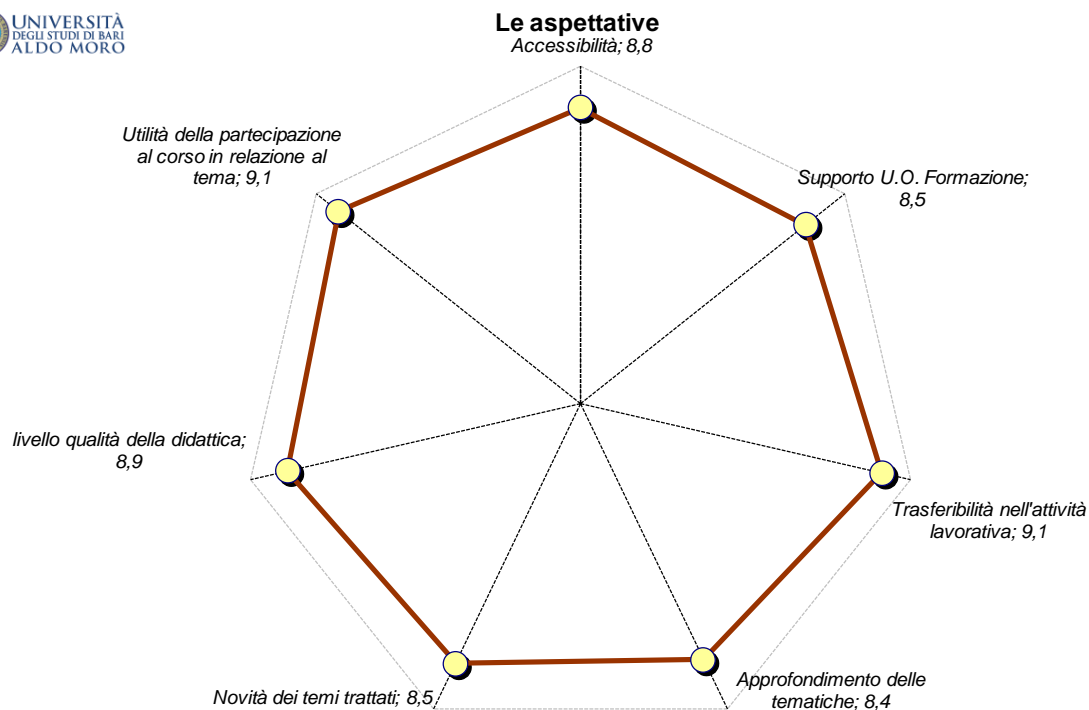 UNIVERSITÀ
DEGLI STUDI DI BARI
ALDO MORO
Le aspettative
Accessibilità; 8,8
Utilità della partecipazione
al corso in relazione al
tema; 9,1
Supporto U.O. Formazione;
8,5
livello qualità della didattica;
8,9
Trasferibilità nell'attività
lavorativa; 9,1
Novità dei temi trattati; 8,5
Approfondimento delle
tematiche; 8,4